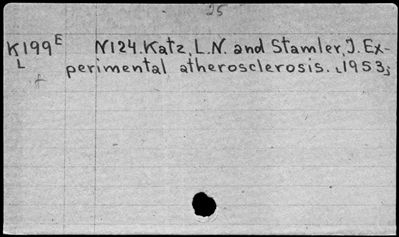 25
K199E N124.Katz, L.N. and Stamler, J. Ex-
L perimental atherosclerosis. [1953]